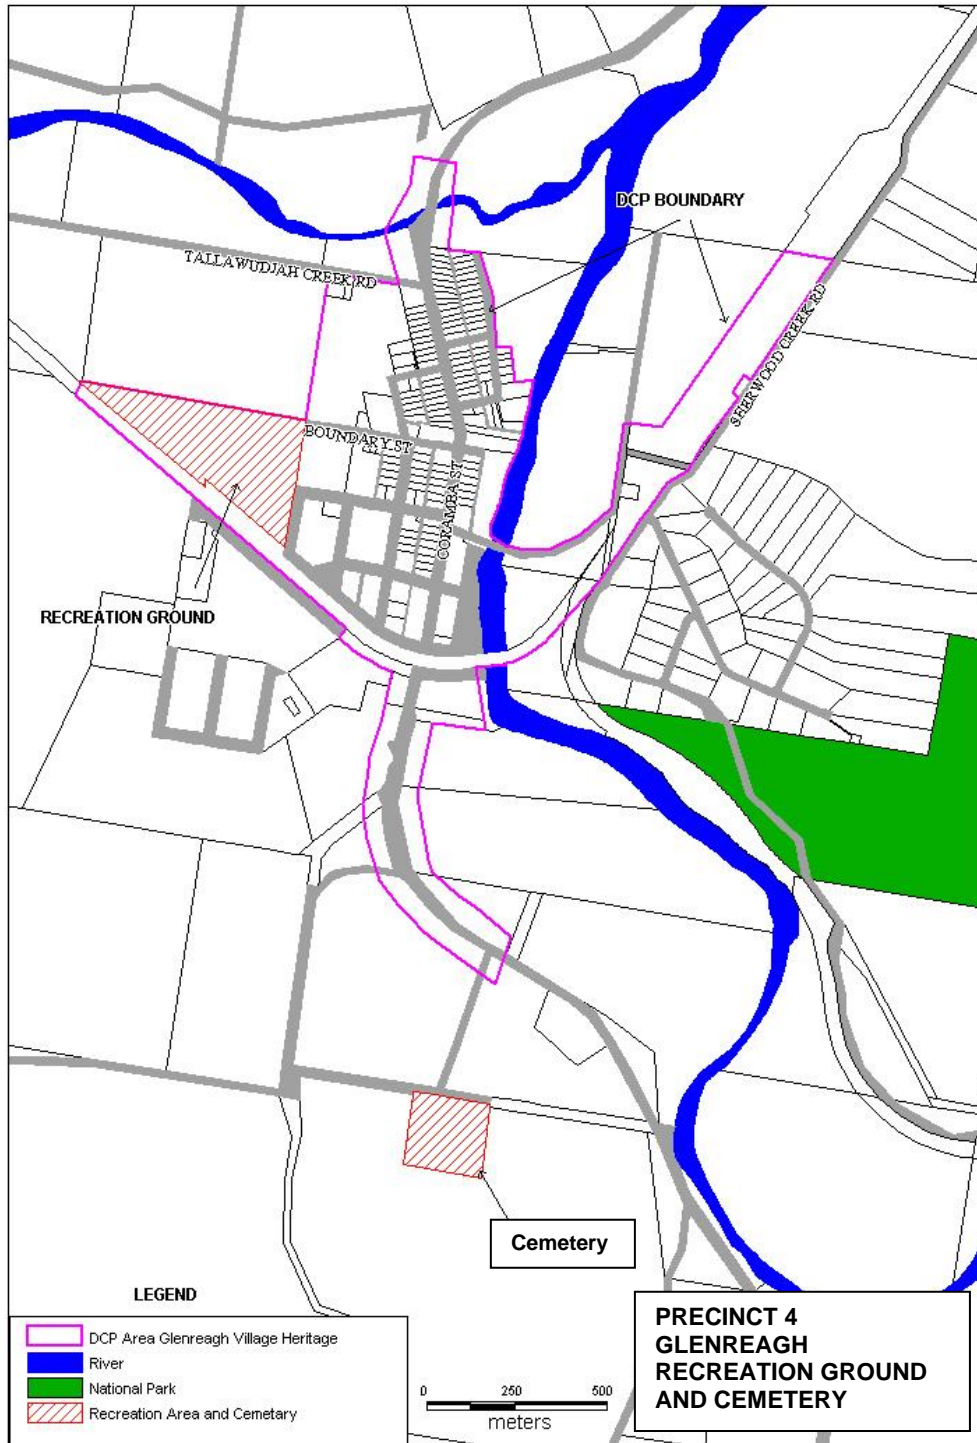 DCP BOUNDARY
TALLAWUDJAH CREEK RD
SHERWOOD CREEK RD
BOUNDARY ST
CORAMBA ST
RECREATION GROUND
Cemetery
LEGEND
DCP Area Glenreagh Village Heritage
River
National Park
Recreation Area and Cemetary
0 250 500
meters
PRECINCT 4
GLENREAGH
RECREATION GROUND
AND CEMETERY